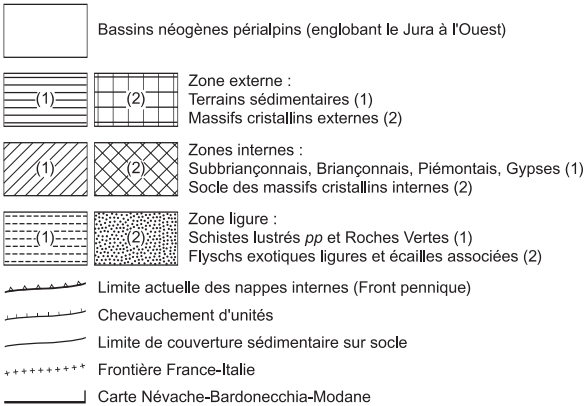 Bassins néogènes périalpins (englobant le Jura à l'Ouest)
(1) (2)
Zone externe :
Terrains sédimentaires (1)
Massifs cristallins externes (2)
(1) (2)
Zones internes :
Subbriançonnais, Briançonnais, Piémontais, Gypses (1)
Socle des massifs cristallins internes (2)
(1) (2)
Zone ligure :
Schistes lustrés pp et Roches Vertes (1)
Flyschs exotiques ligures et écailles associées (2)
Limite actuelle des nappes internes (Front pennique)
Chevauchement d'unités
Limite de couverture sédimentaire sur socle
Frontière France-Italie
Carte Névache-Bardonecchia-Modane